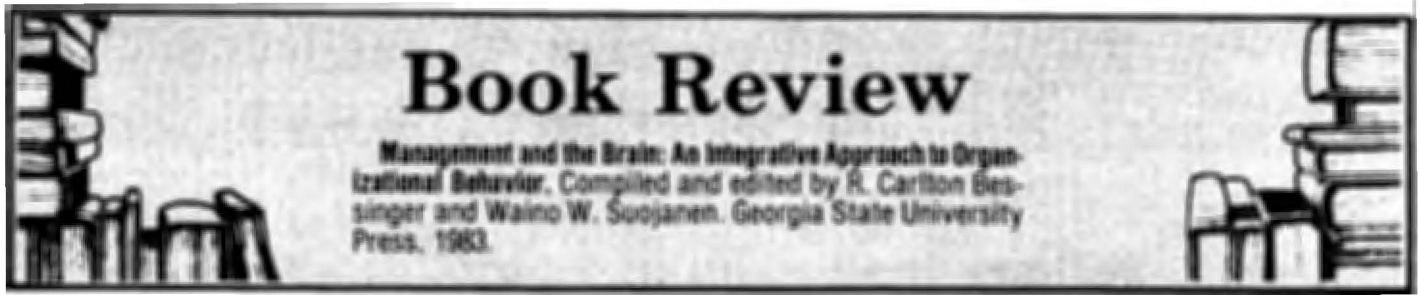 Book Review
Management and the Brain: An Integrative Approach to Organ-
izational Behavior. Compiled and edited by R. Carlton Bes-
singer and Waino W. Suojanen. Georgia State University
Press, 1983.